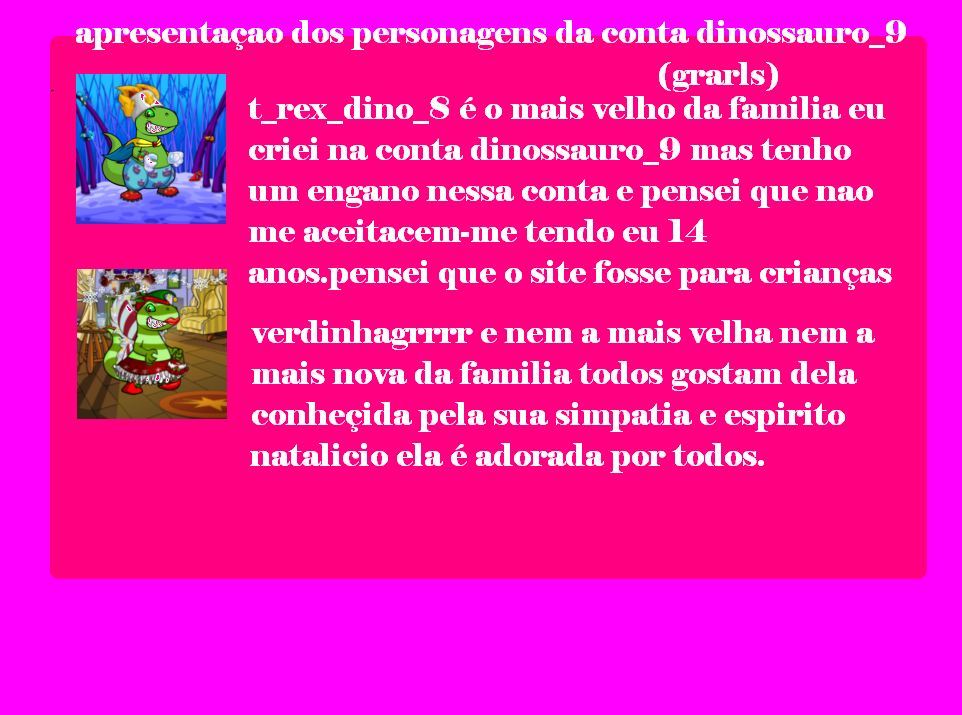 apresentaçao dos personagens da conta dinossauro_9
(grarls)
t_rex_dino_8 é o mais velho da familia eu
criei na conta dinossauro_9 mas tenho
um engano nessa conta e pensei que nao
me aceitacem-me tendo eu 14
anos.pensei que o site fosse para crianças
verdinhagrrrr e nem a mais velha nem a
mais nova da familia todos gostam dela
conheçida pela sua simpatia e espirito
natalicio ela é adorada por todos.